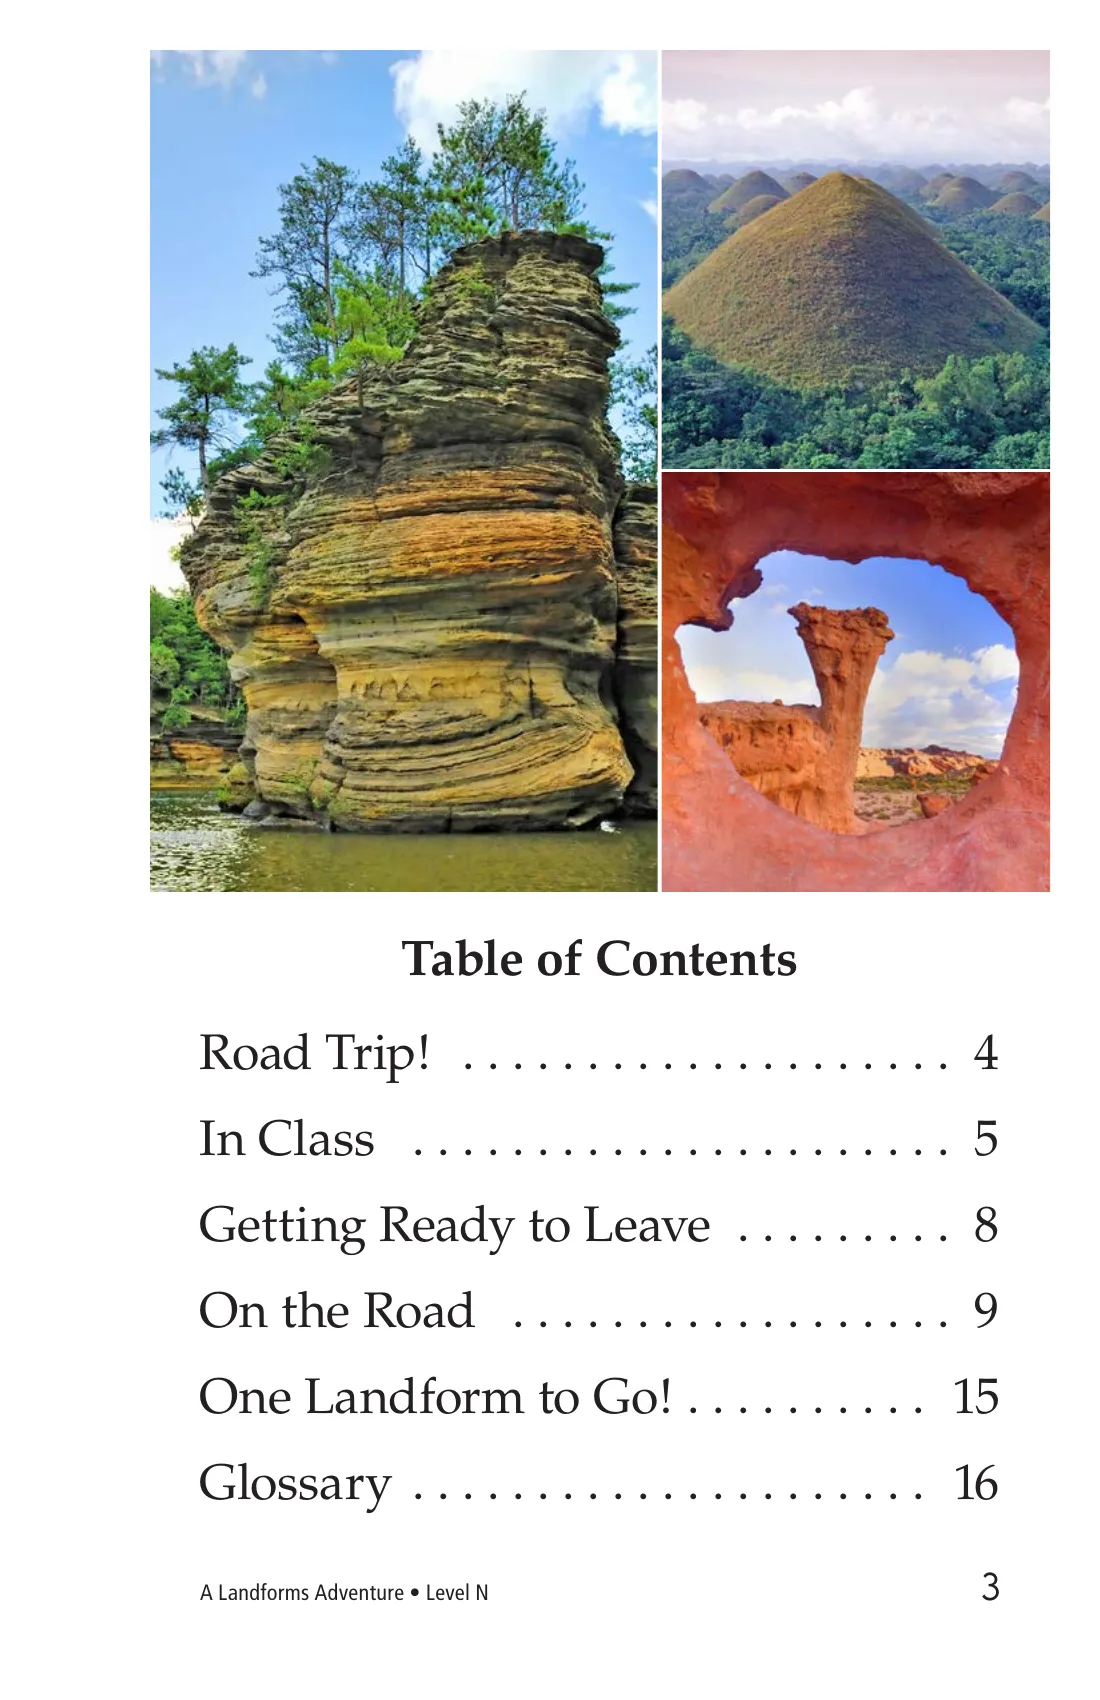 Table of Contents
Road Trip! . . . . . . . . . . . . . . . . . . . . 4
In Class . . . . . . . . . . . . . . . . . . . . . . 5
Getting Ready to Leave . . . . . . . . . 8
On the Road . . . . . . . . . . . . . . . . . . 9
One Landform to Go! . . . . . . . . . . 15
Glossary . . . . . . . . . . . . . . . . . . . . . 16
A Landforms Adventure • Level N 3